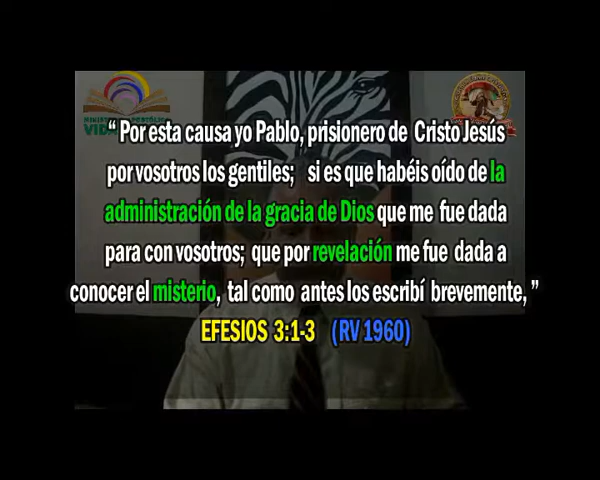 “ Por esta causa yo Pablo, prisionero de Cristo Jesús
por vosotros los gentiles; si es que habéis oído de la
administración de la gracia de Dios que me fue dada
para con vosotros; que por revelación me fue dada a
conocer el misterio, tal como antes los escribí brevemente, ”
EFESIOS 3:1-3 (RV 1960)